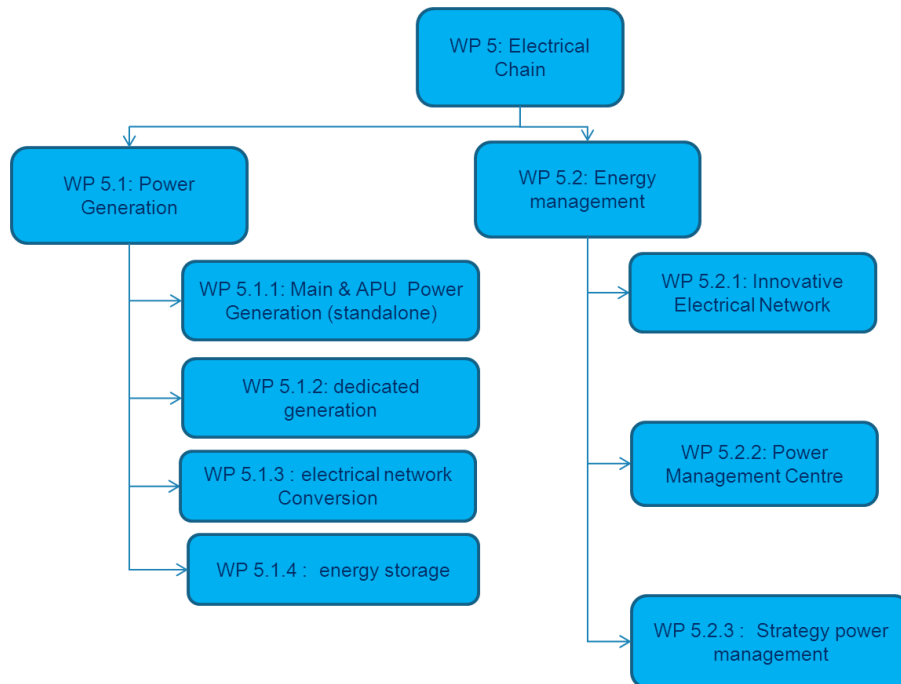 WP 5: Electrical
Chain
WP 5.1: Power
Generation
WP 5.2: Energy
management
WP 5.1.1: Main & APU  Power
Generation (standalone)
WP 5.1.2: dedicated
generation
WP 5.1.3 : electrical network
Conversion
WP 5.1.4 :  energy storage
WP 5.2.1: Innovative
Electrical Network
WP 5.2.2: Power
Management Centre
WP 5.2.3 :  Strategy power
management